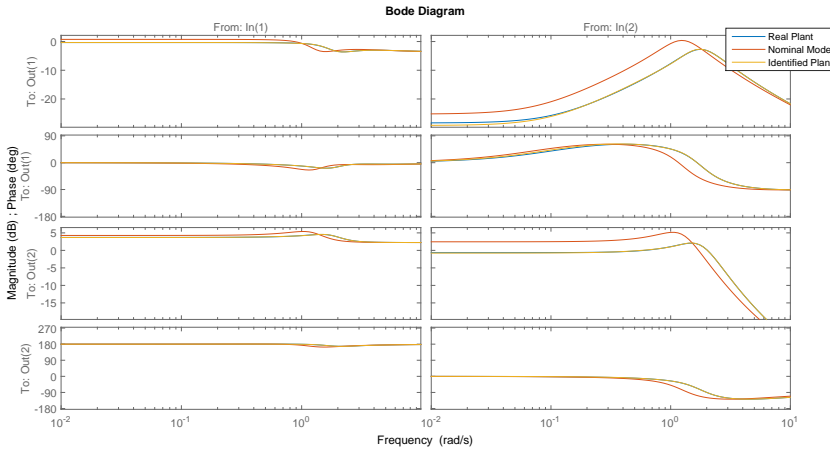 Bode Diagram
From: In(1)
From: In(2)
Real Plant
Nominal Mode
Identified Plan
Magnitude (dB) ; Phase (deg)
To: Out(1)
0
-10
-20
To: Out(1)
90
0
-90
-180
To: Out(2)
5
0
-5
-10
-15
To: Out(2)
270
180
90
0
-90
-180
10^-2
10^-1
10^0
10^-2
10^-1
10^0
10^1
Frequency (rad/s)